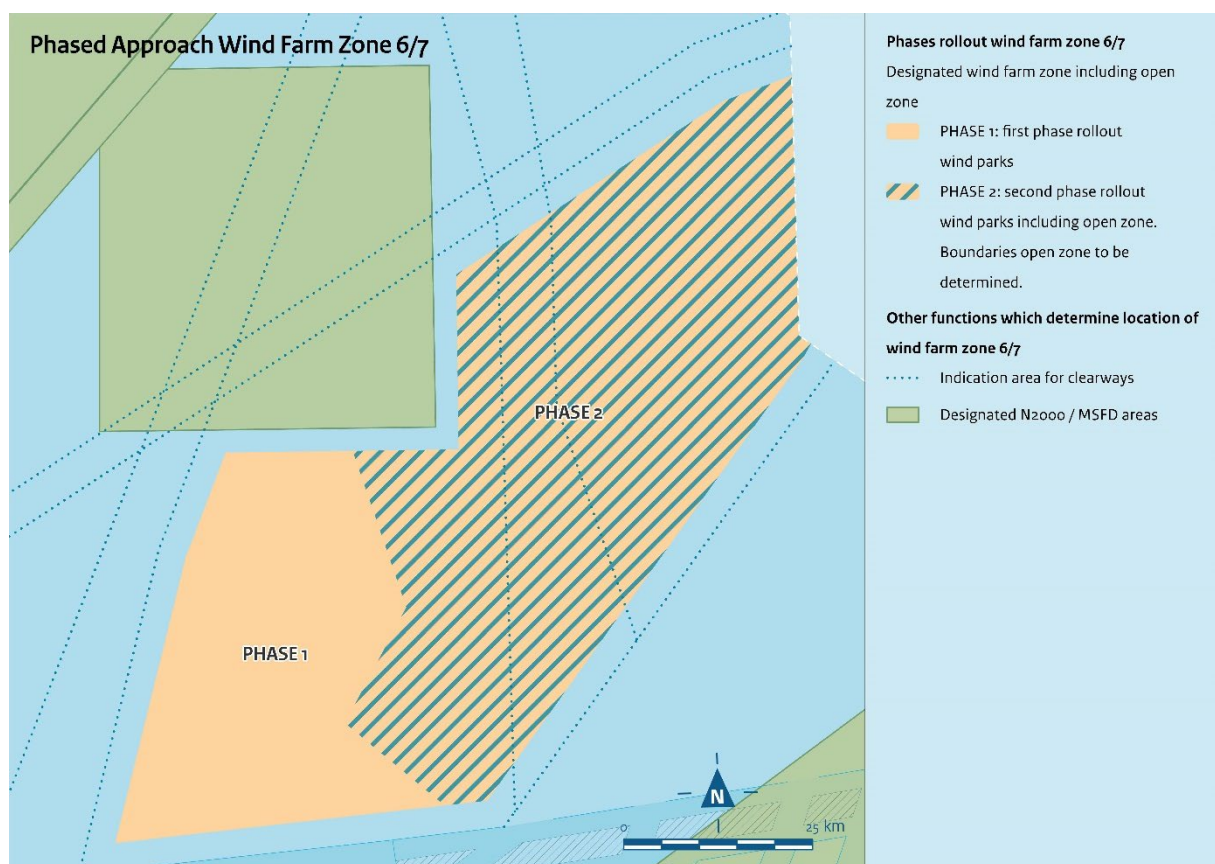 Phased Approach Wind Farm Zone 6/7
PHASE 2
PHASE 1
N
0
25 km
Phases rollout wind farm zone 6/7
Designated wind farm zone including open
zone
PHASE 1: first phase rollout
wind parks
PHASE 2: second phase rollout
wind parks including open zone.
Boundaries open zone to be
determined.
Other functions which determine location of
wind farm zone 6/7
Indication area for clearways
Designated N2000 / MSFD areas